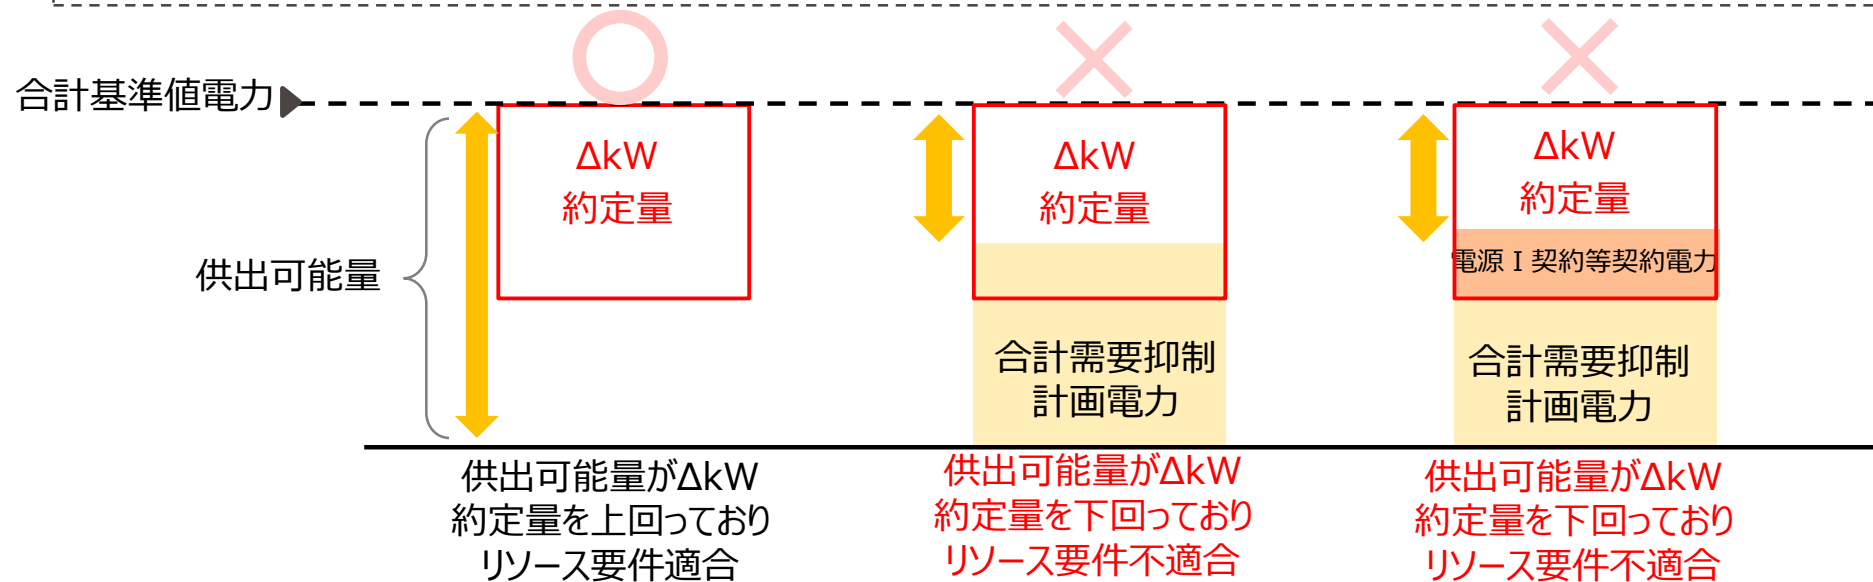 合計基準値電力
供出可能量
ΔkW
約定量
ΔkW
約定量
合計需要抑制
計画電力
ΔkW
約定量
電源Ⅰ契約等契約電力
合計需要抑制
計画電力
供出可能量がΔkW
約定量を上回っており
リソース要件適合
供出可能量がΔkW
約定量を下回っており
リソース要件不適合
供出可能量がΔkW
約定量を下回っており
リソース要件不適合